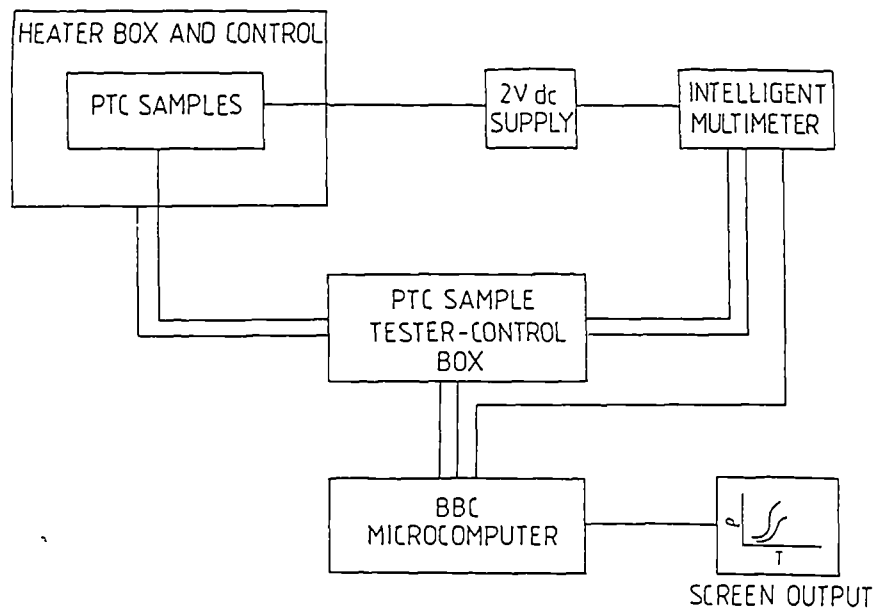 HEATER BOX AND CONTROL
PTC SAMPLES
2V dc
SUPPLY
INTELLIGENT
MULTIMETER
PTC SAMPLE
TESTER-CONTROL
BOX
BBC
MICROCOMPUTER
ρ
T
SCREEN OUTPUT